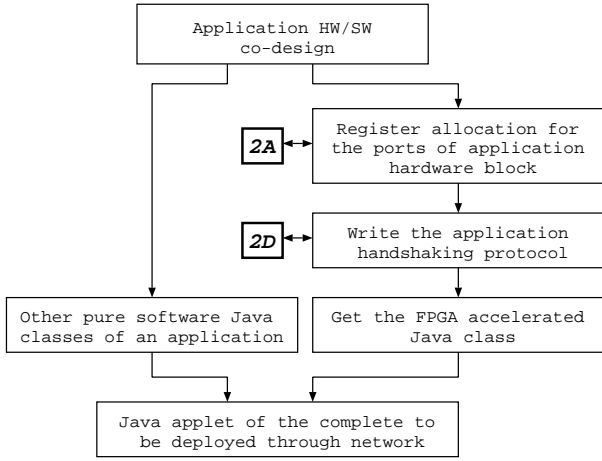 Application HW/SW
co-design
2A
Register allocation for
the ports of application
hardware block
2D
Write the application
handshaking protocol
Other pure software Java
classes of an application
Get the FPGA accelerated
Java class
Java applet of the complete to
be deployed through network